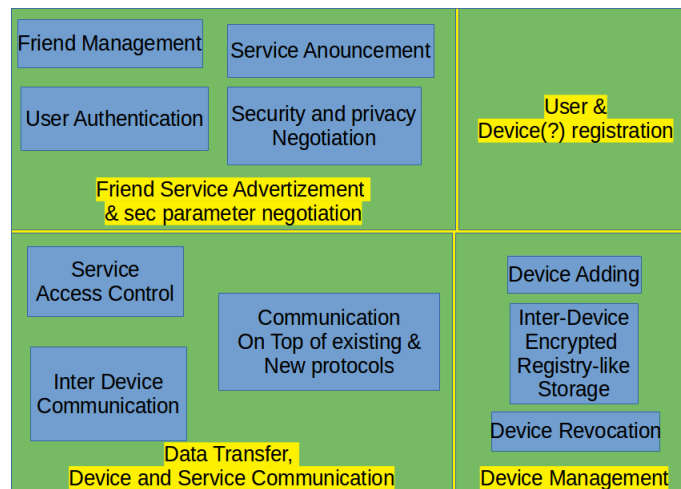 Friend Management
Service Anouncement
User Authentication
Security and privacy
Negotiation
Friend Service Advertizement
& sec parameter negotiation
User &
Device(?) registration
Service
Access Control
Communication
On Top of existing &
New protocols
Inter Device
Communication
Data Transfer,
Device and Service Communication
Device Adding
Inter-Device
Encrypted
Registry-like
Storage
Device Revocation
Device Management